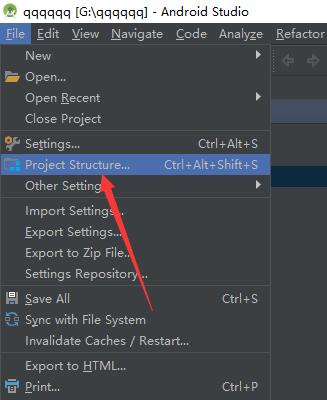 qqqqqq [G:\qqqqqq] - Android Studio
File Edit View Navigate Code Analyze Refactor
New
Open...
Open Recent
Close Project
Settings... Ctrl+Alt+S
Project Structure... Ctrl+Alt+Shift+S
Other Setting
Import Settings...
Export Settings...
Export to Zip File...
Settings Repository...
Save All Ctrl+S
Sync with File System
Invalidate Caches / Restart...
Export to HTML...
Print... Ctrl+P